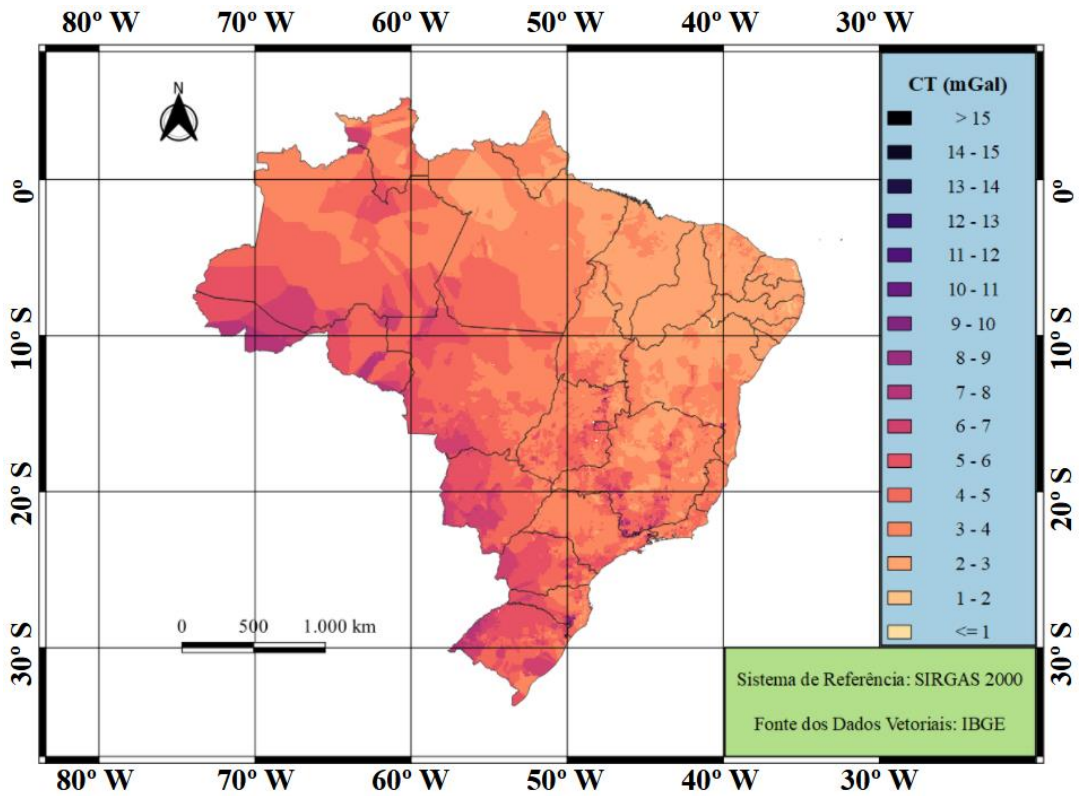 80º W 70º W 60º W 50º W 40º W 30º W
N
CT (mGal)
> 15
14 - 15
13 - 14
12 - 13
11 - 12
10 - 11
9 - 10
8 - 9
7 - 8
6 - 7
5 - 6
4 - 5
3 - 4
2 - 3
1 - 2
<= 1
0º
10º S
20º S
30º S
0º
10º S
20º S
30º S
0 500 1.000 km
Sistema de Referência: SIRGAS 2000
Fonte dos Dados Vetoriais: IBGE
80º W 70º W 60º W 50º W 40º W 30º W